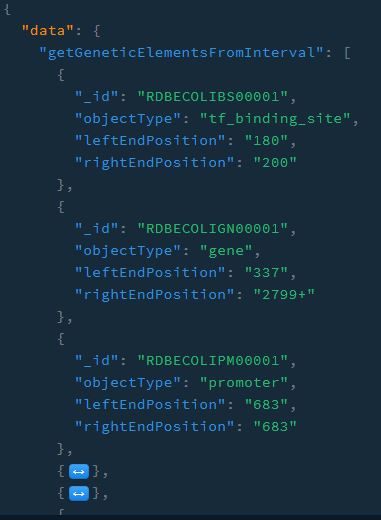 {
"data": {
"getGeneticElementsFromInterval": [
{
"_id": "RDBECOLIBS00001",
"objectType": "tf_binding_site",
"leftEndPosition": "180",
"rightEndPosition": "200"
},
{
"_id": "RDBECOLIGN00001",
"objectType": "gene",
"leftEndPosition": "337",
"rightEndPosition": "2799+"
},
{
"_id": "RDBECOLIPM00001",
"objectType": "promoter",
"leftEndPosition": "683",
"rightEndPosition": "683"
},
{↔},
{↔},
{